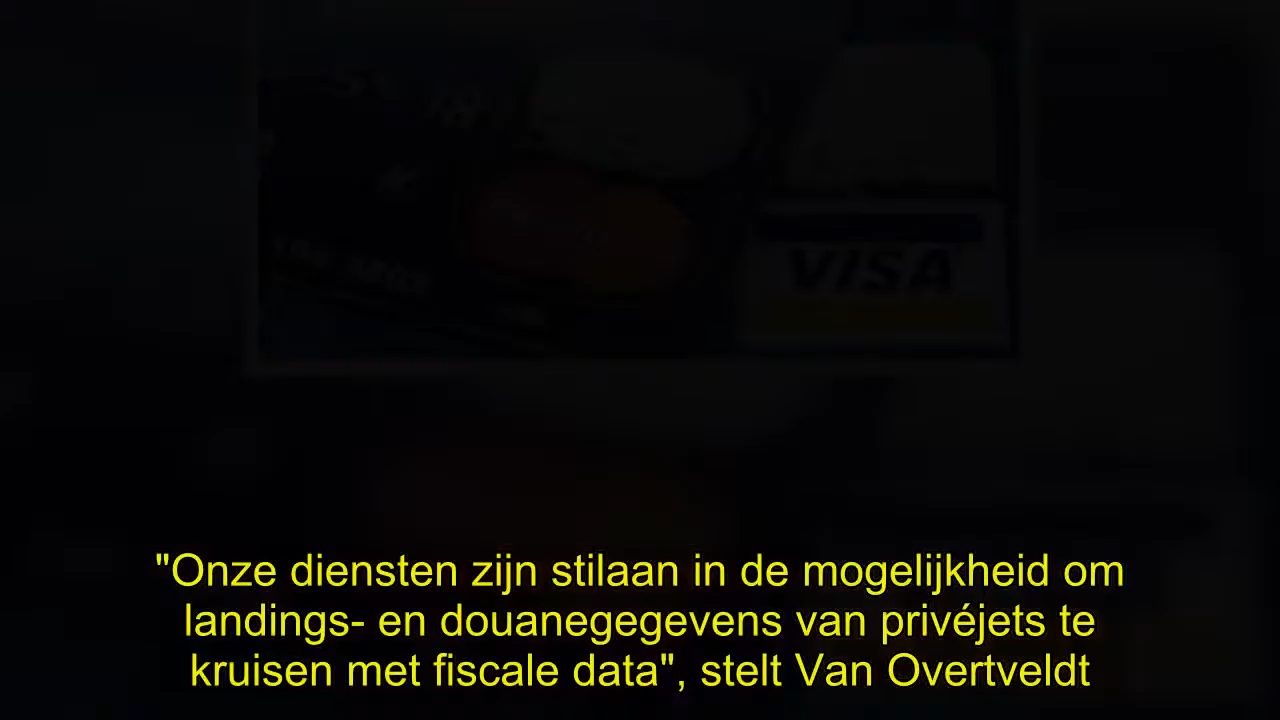 VISA
"Onze diensten zijn stilaan in de mogelijkheid om
landings- en douanegegevens van privéjets te
kruisen met fiscale data", stelt Van Overtveldt